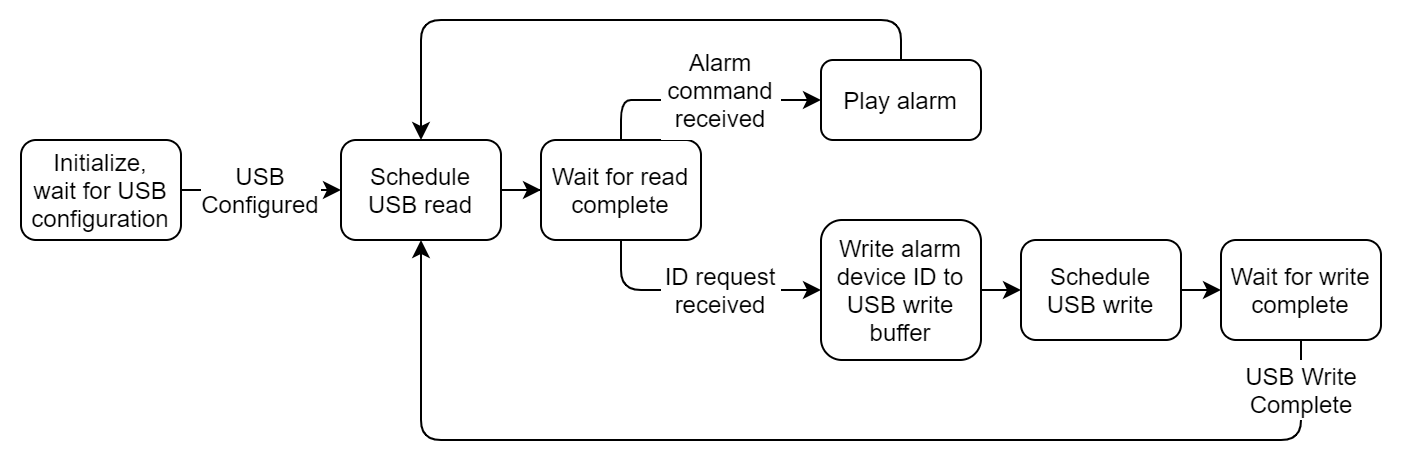 Initialize,
wait for USB
configuration
USB
Configured
Schedule
USB read
Wait for read
complete
Alarm
command
received
Play alarm
ID request
received
Write alarm
device ID to
USB write
buffer
Schedule
USB write
Wait for write
complete
USB Write
Complete